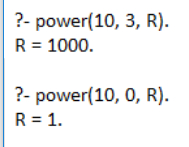 ?- power(10, 3, R).
R = 1000.
?- power(10, 0, R).
R = 1.